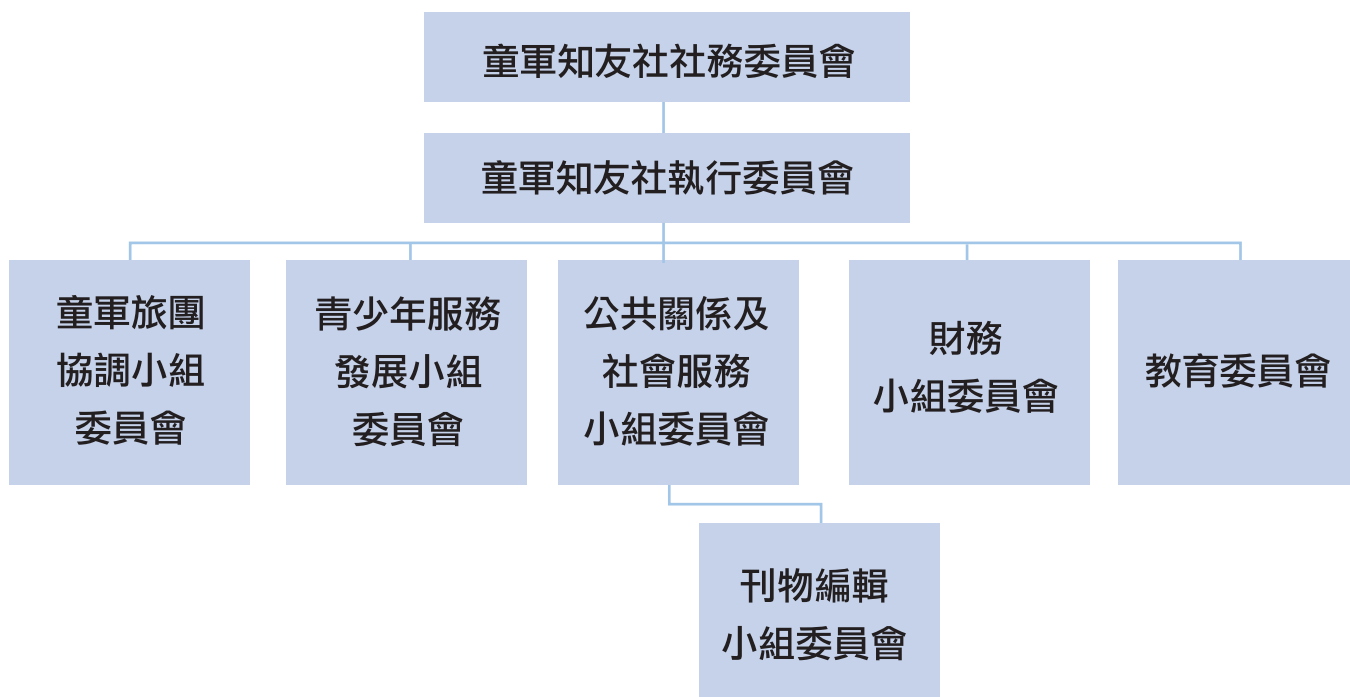 童軍知友社社務委員會
童軍知友社執行委員會
童軍旅團
協調小組
委員會
青少年服務
發展小組
委員會
公共關係及
社會服務
小組委員會
財務
小組委員會
教育委員會
刊物編輯
小組委員會